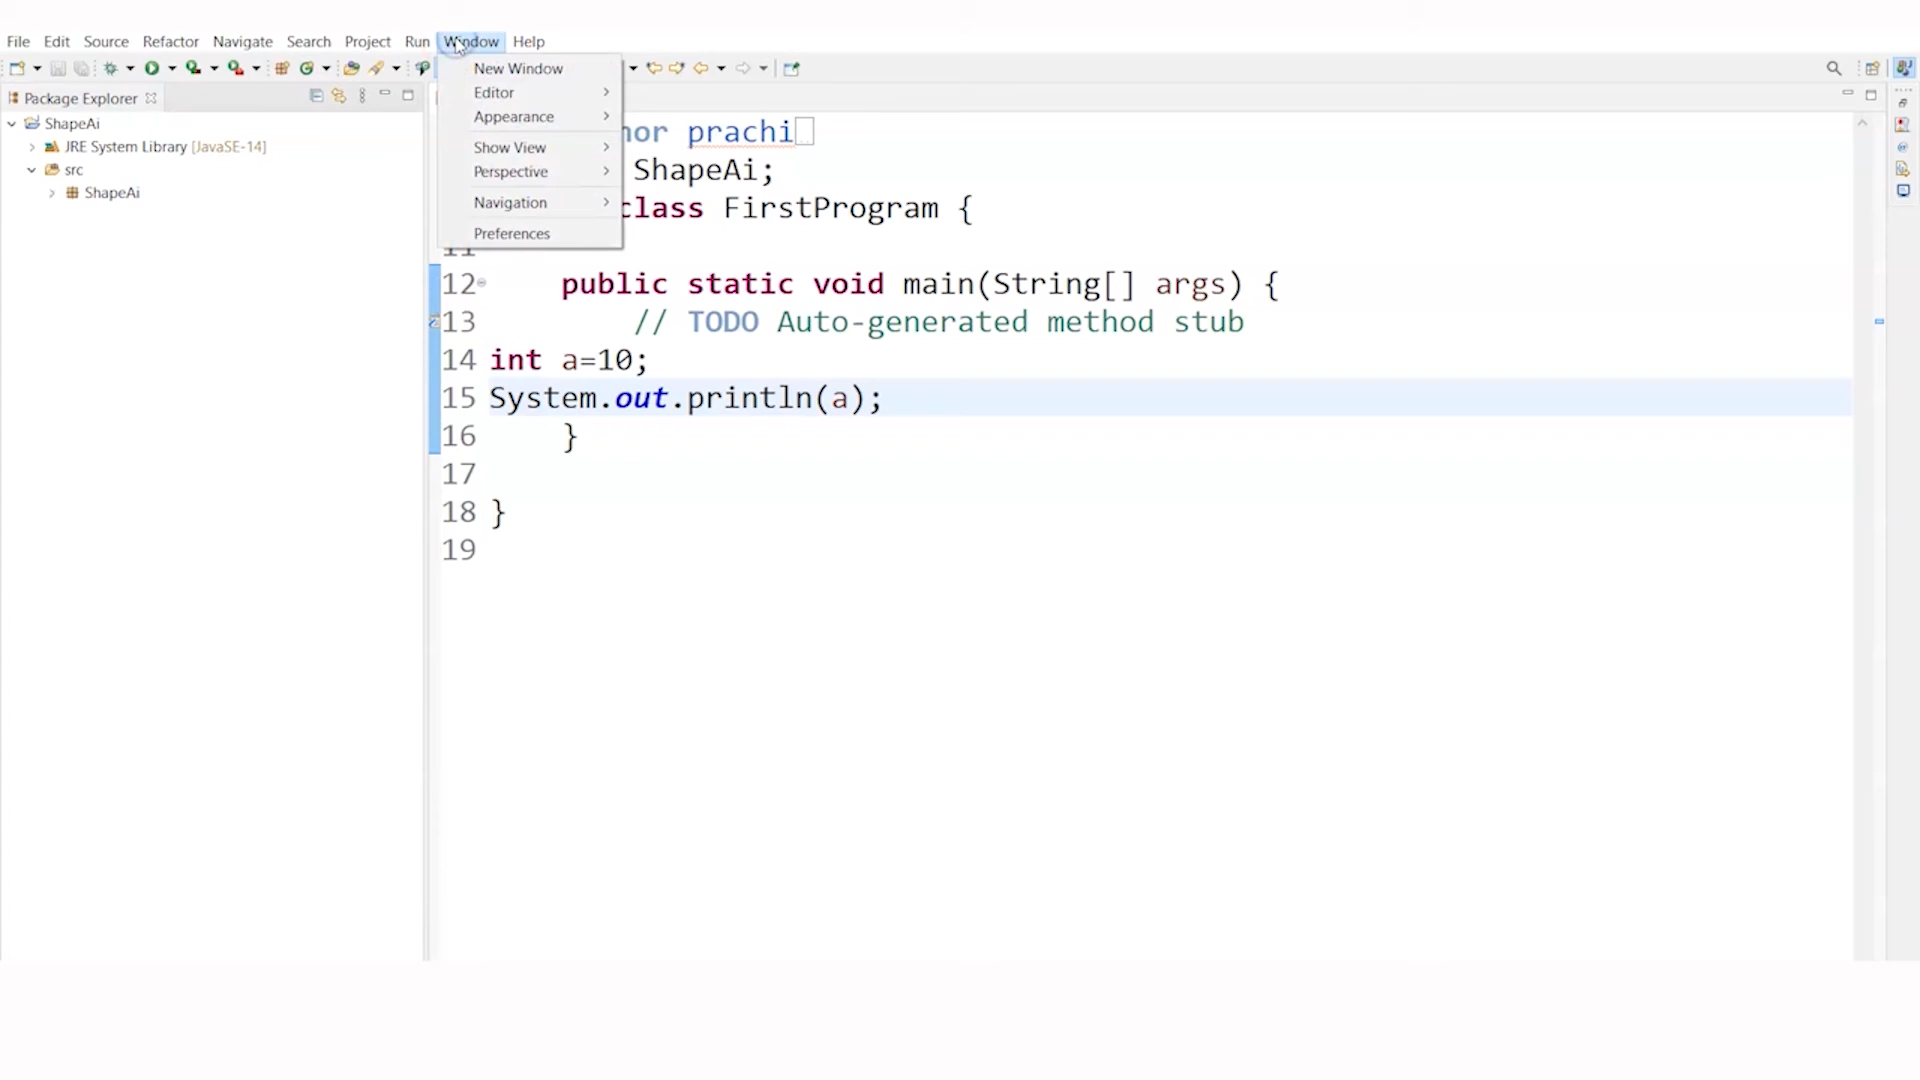 File Edit Source Refactor Navigate Search Project Run Window Help
Package Explorer
ShapeAi
JRE System Library [JavaSE-14]
src
ShapeAi
New Window
Editor
Appearance
Show View
Perspective
Navigation
Preferences
prachi
ShapeAi;
class FirstProgram {
11
12 public static void main(String[] args) {
13 // TODO Auto-generated method stub
14 int a=10;
15 System.out.println(a);
16 }
17
18 }
19